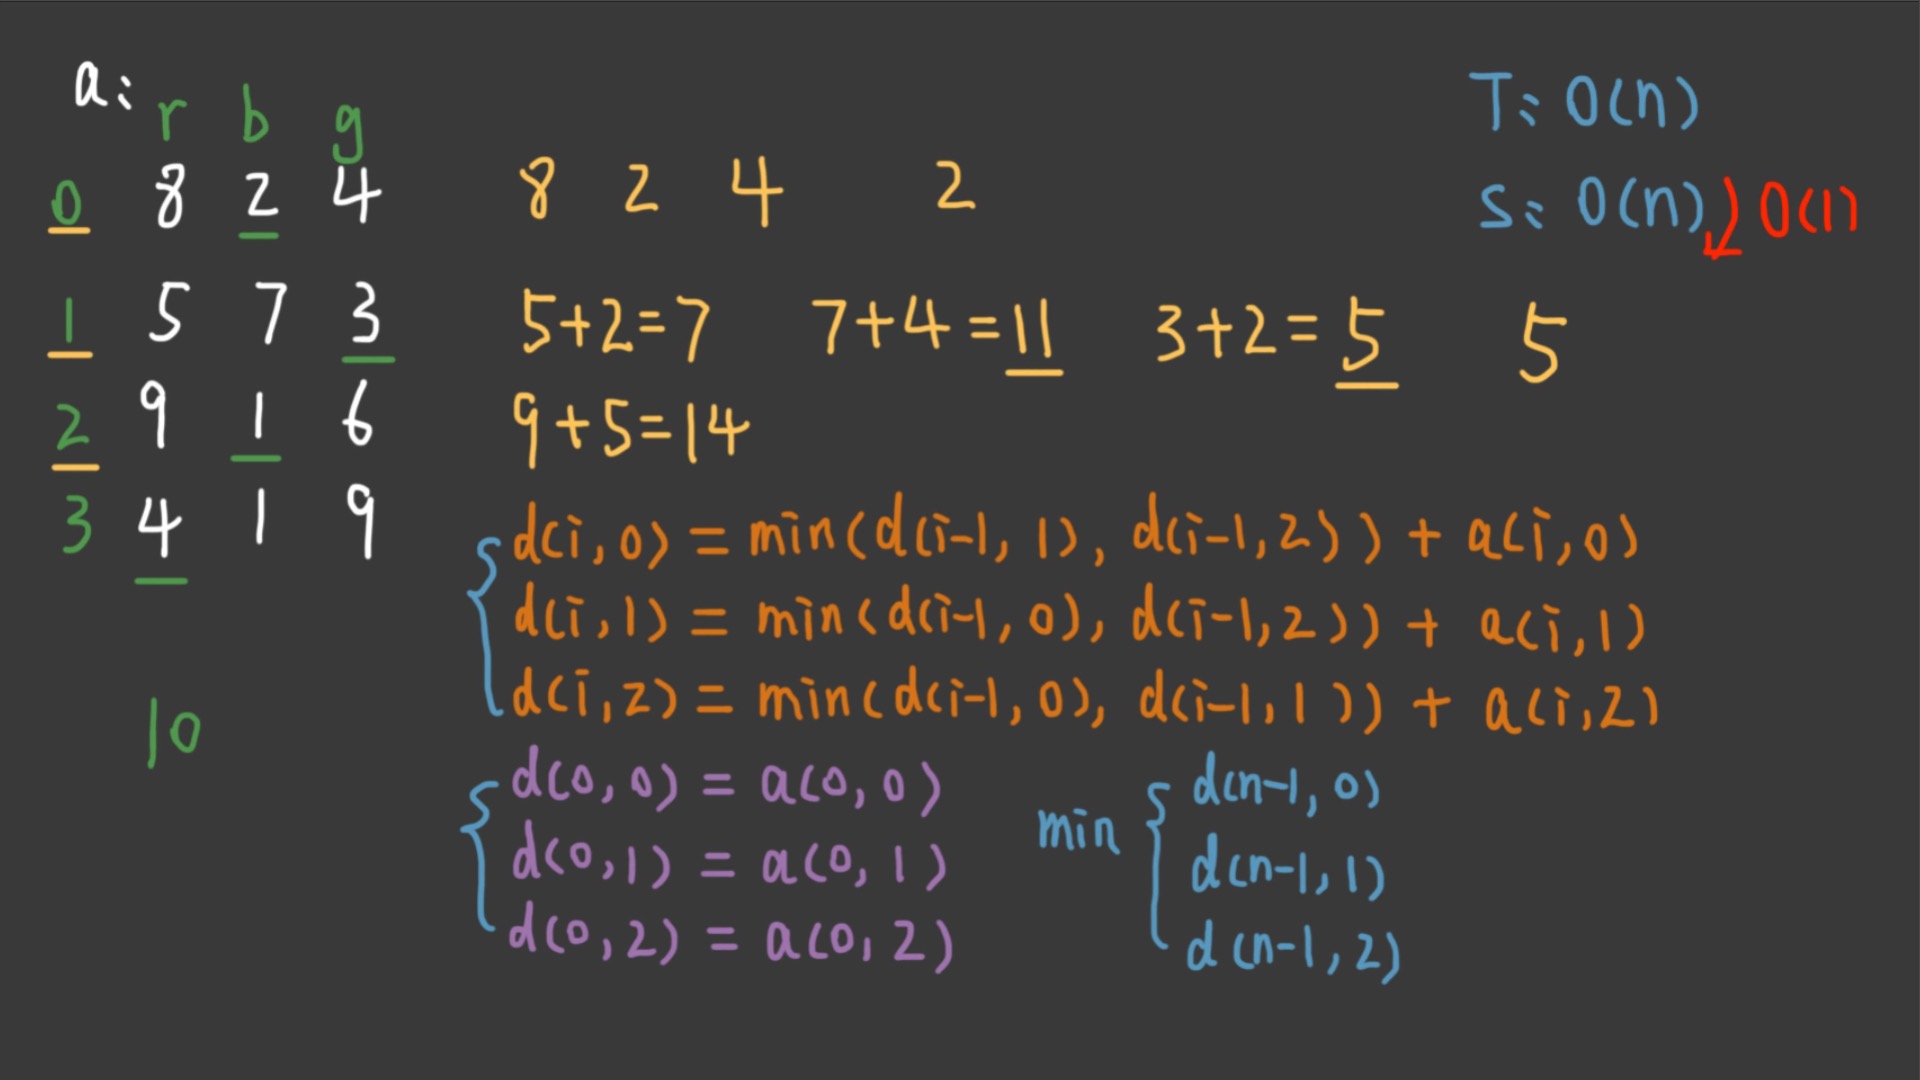 a:
r b g
0 8 2 4 8 2 4 2
1 5 7 3 5+2=7 7+4=11 3+2=5 5
2 9 1 6 9+5=14
3 4 1 9
10
d(i,0) = min(d(i-1,1), d(i-1,2)) + a(i,0)
d(i,1) = min(d(i-1,0), d(i-1,2)) + a(i,1)
d(i,2) = min(d(i-1,0), d(i-1,1)) + a(i,2)
d(0,0) = a(0,0)
d(0,1) = a(0,1)
d(0,2) = a(0,2)
min
d(n-1,0)
d(n-1,1)
d(n-1,2)
T: O(n)
S: O(n) O(1)